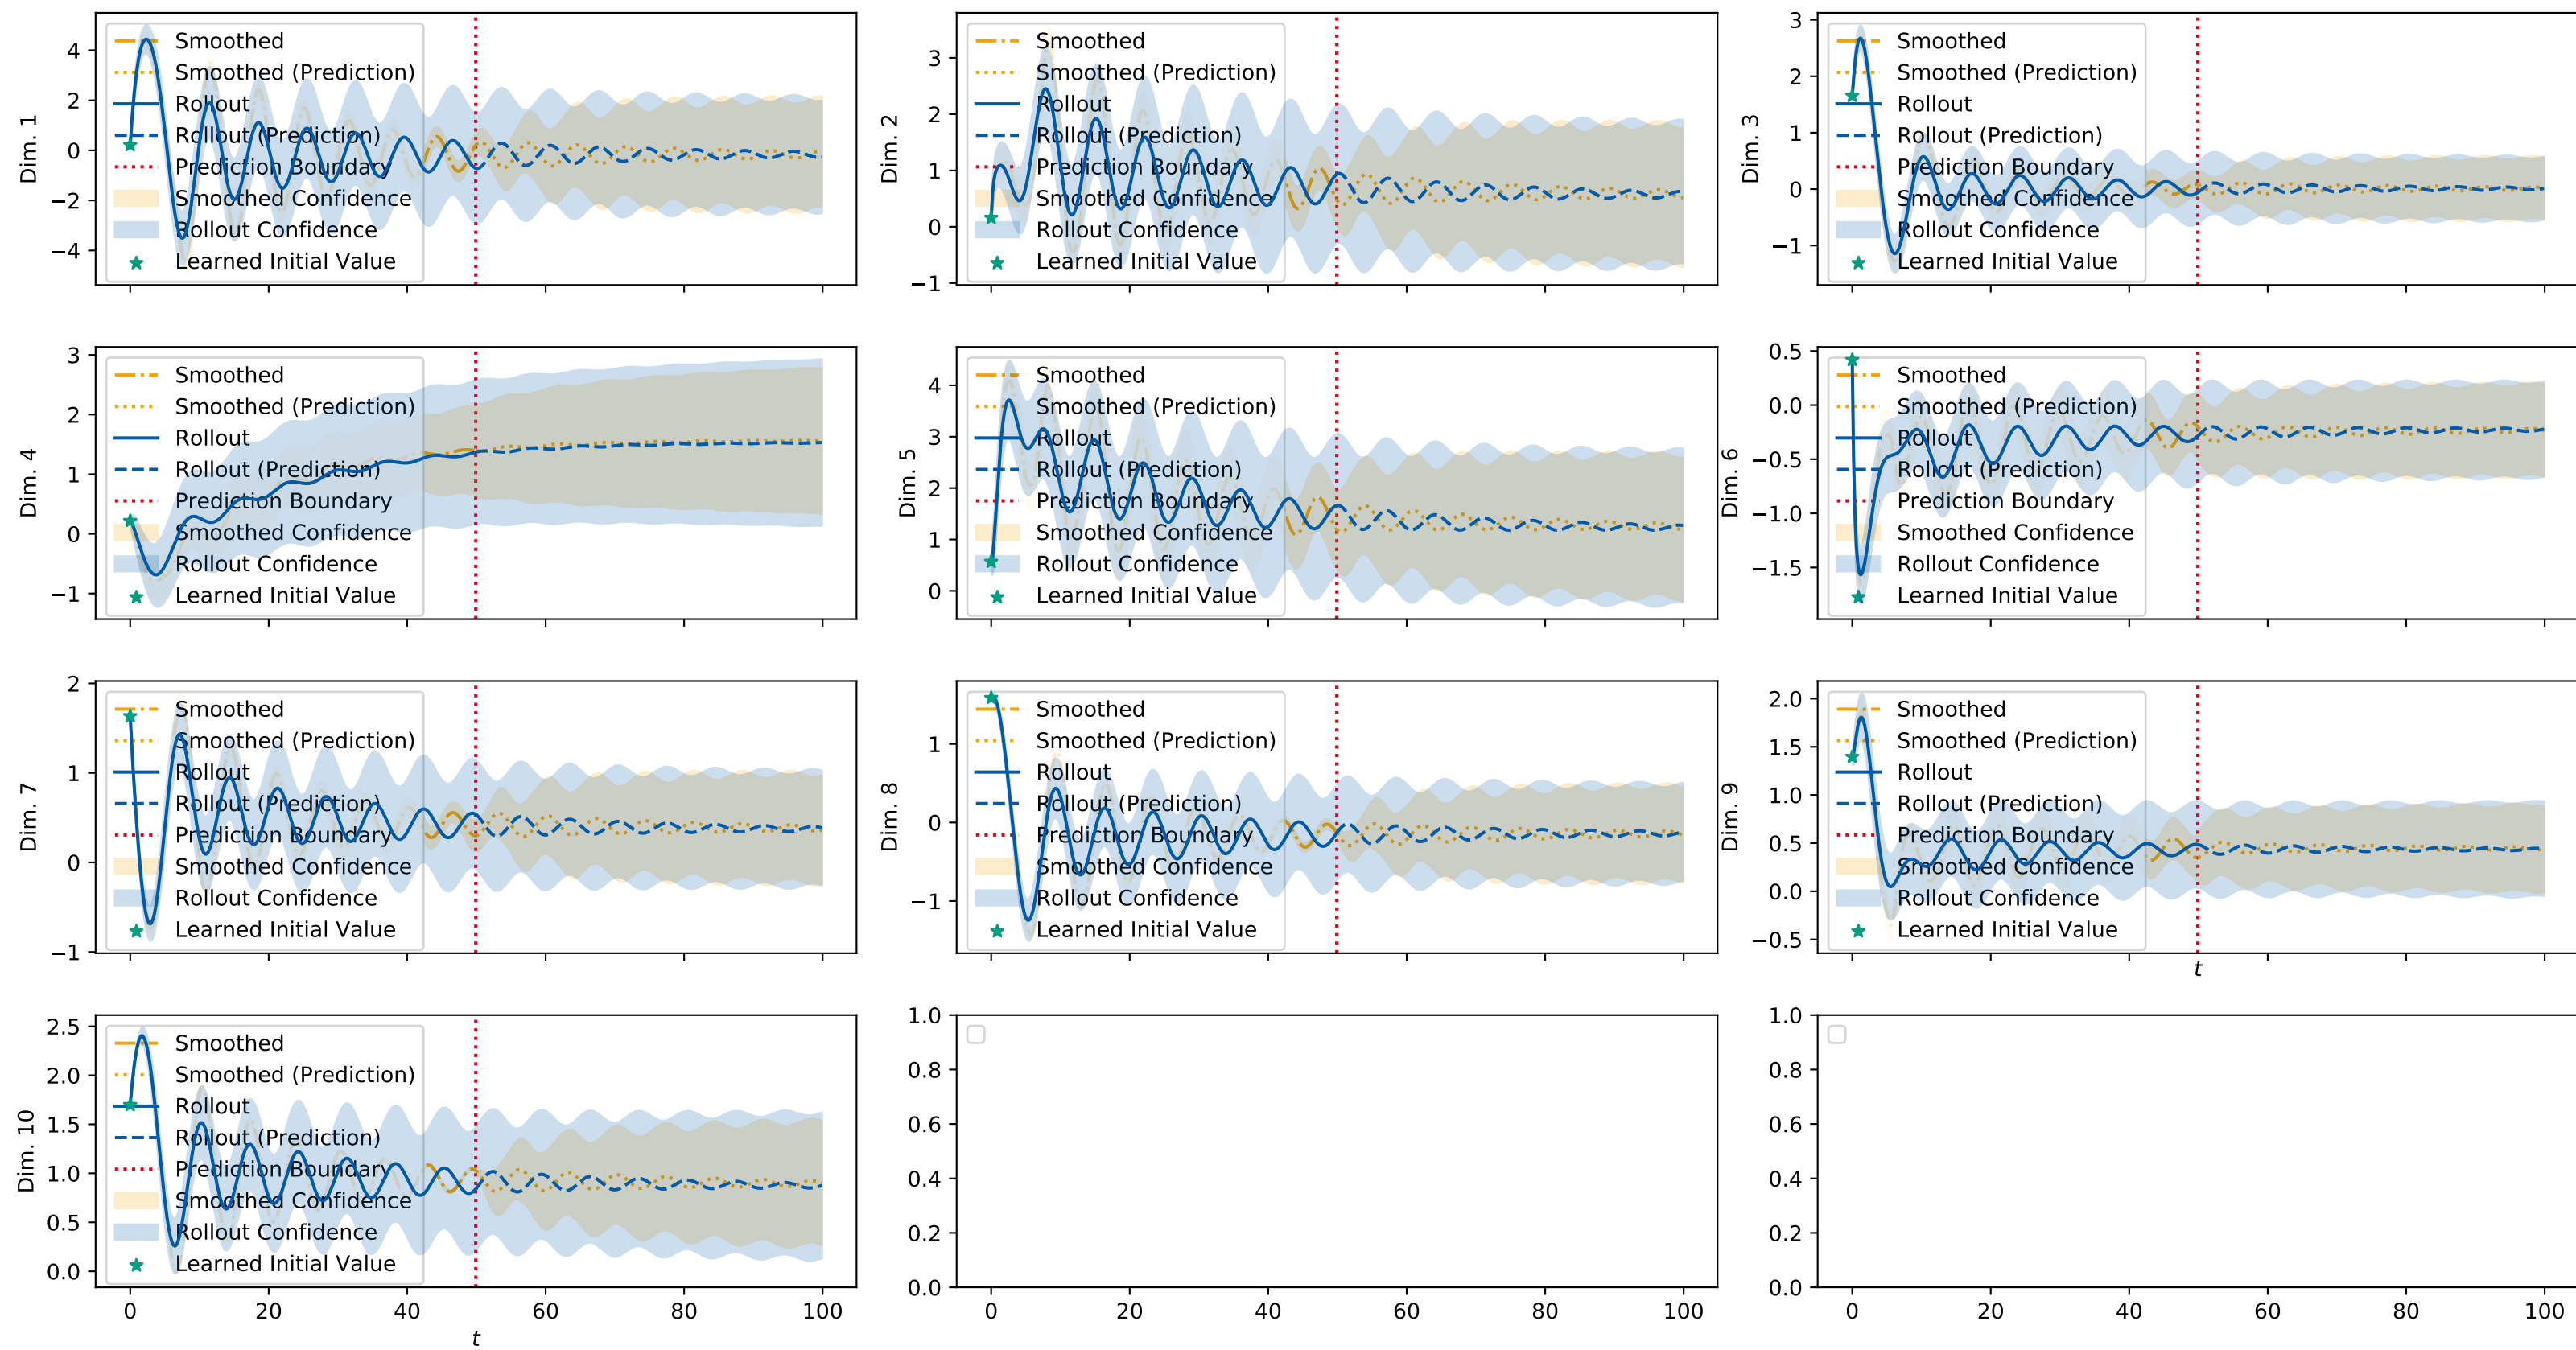 Dim. 1
4
2
0
−2
−4
Smoothed
Smoothed (Prediction)
Rollout
Rollout (Prediction)
Prediction Boundary
Smoothed Confidence
Rollout Confidence
Learned Initial Value
Dim. 2
3
2
1
0
−1
Smoothed
Smoothed (Prediction)
Rollout
Rollout (Prediction)
Prediction Boundary
Smoothed Confidence
Rollout Confidence
Learned Initial Value
Dim. 3
3
2
1
0
−1
Smoothed
Smoothed (Prediction)
Rollout
Rollout (Prediction)
Prediction Boundary
Smoothed Confidence
Rollout Confidence
Learned Initial Value
Dim. 4
3
2
1
0
−1
Smoothed
Smoothed (Prediction)
Rollout
Rollout (Prediction)
Prediction Boundary
Smoothed Confidence
Rollout Confidence
Learned Initial Value
Dim. 5
4
3
2
1
0
Smoothed
Smoothed (Prediction)
Rollout
Rollout (Prediction)
Prediction Boundary
Smoothed Confidence
Rollout Confidence
Learned Initial Value
Dim. 6
0.5
0.0
−0.5
−1.0
−1.5
Smoothed
Smoothed (Prediction)
Rollout
Rollout (Prediction)
Prediction Boundary
Smoothed Confidence
Rollout Confidence
Learned Initial Value
Dim. 7
2
1
0
−1
Smoothed
Smoothed (Prediction)
Rollout
Rollout (Prediction)
Prediction Boundary
Smoothed Confidence
Rollout Confidence
Learned Initial Value
Dim. 8
1
0
−1
Smoothed
Smoothed (Prediction)
Rollout
Rollout (Prediction)
Prediction Boundary
Smoothed Confidence
Rollout Confidence
Learned Initial Value
Dim. 9
2.0
1.5
1.0
0.5
0.0
−0.5
Smoothed
Smoothed (Prediction)
Rollout
Rollout (Prediction)
Prediction Boundary
Smoothed Confidence
Rollout Confidence
Learned Initial Value
t
Dim. 10
2.5
2.0
1.5
1.0
0.5
0.0
Smoothed
Smoothed (Prediction)
Rollout
Rollout (Prediction)
Prediction Boundary
Smoothed Confidence
Rollout Confidence
Learned Initial Value
0 20 40 60 80 100
t
1.0
0.8
0.6
0.4
0.2
0.0
0 20 40 60 80 100
1.0
0.8
0.6
0.4
0.2
0.0
0 20 40 60 80 100